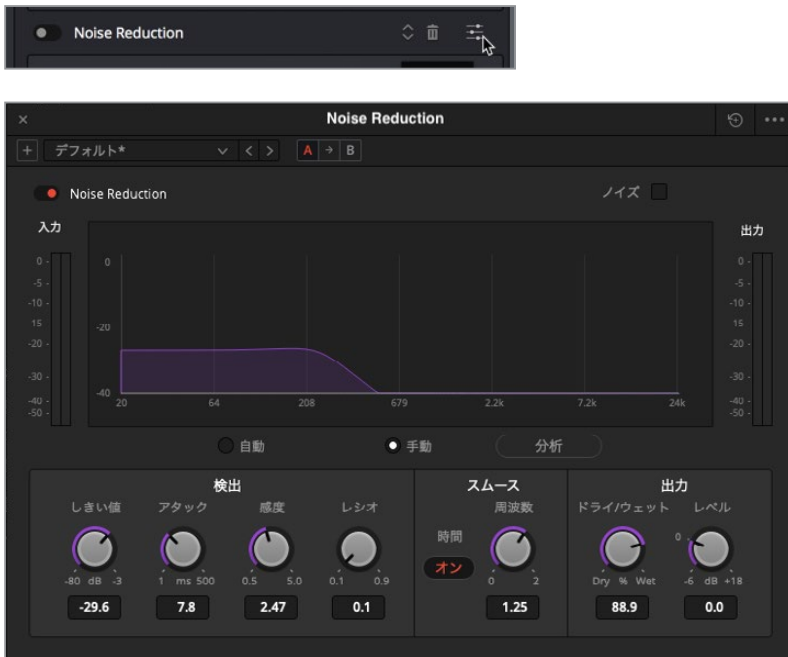 Noise Reduction
Noise Reduction
+ デフォルト* < > A → B
Noise Reduction ノイズ
入力 出力
0 0 0
-5 -5
-10 -10
15 -20 15
-20 -20
-30 -30
-40 -40 -40
-50 20 64 208 679 2.2k 7.2k 24k -50
自動 手動 分析
検出 スムース 出力
しきい値 アタック 感度 レシオ 周波数 ドライ/ウェット レベル
時間 0
オン
-80 dB -3 1 ms 500 0.5 5.0 0.1 0.9 0 2 Dry % Wet -6 dB +18
-29.6 7.8 2.47 0.1 1.25 88.9 0.0